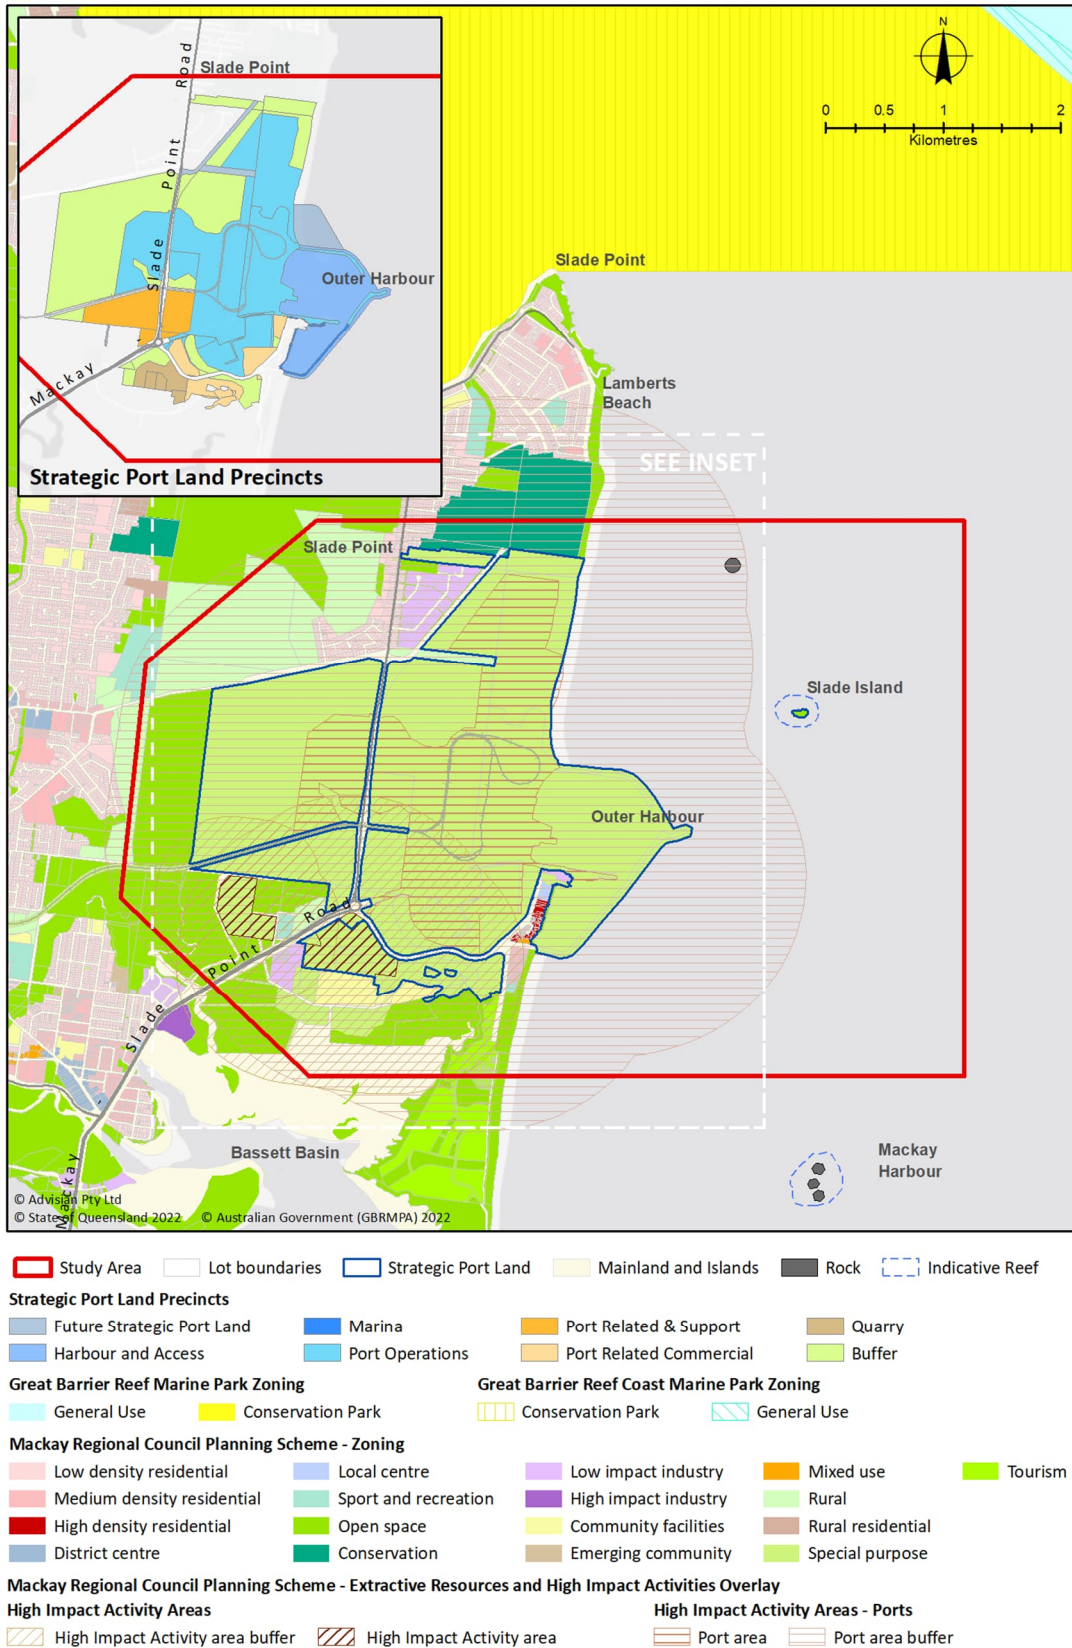 Slade Point
Slade Point Road
Outer Harbour
Mackay
Strategic Port Land Precincts
N
0 0.5 1 2
Kilometres
Slade Point
Lamberts
Beach
SEE INSET
Slade Point
Slade Island
Outer Harbour
Mackay Slade Point Road
Bassett Basin
Mackay
Harbour
© Advisian Pty Ltd
© State of Queensland 2022 © Australian Government (GBRMPA) 2022
Study Area Lot boundaries Strategic Port Land Mainland and Islands Rock Indicative Reef
Strategic Port Land Precincts
Future Strategic Port Land Marina Port Related & Support Quarry
Harbour and Access Port Operations Port Related Commercial Buffer
Great Barrier Reef Marine Park Zoning Great Barrier Reef Coast Marine Park Zoning
General Use Conservation Park Conservation Park General Use
Mackay Regional Council Planning Scheme - Zoning
Low density residential Local centre Low impact industry Mixed use Tourism
Medium density residential Sport and recreation High impact industry Rural
High density residential Open space Community facilities Rural residential
District centre Conservation Emerging community Special purpose
Mackay Regional Council Planning Scheme - Extractive Resources and High Impact Activities Overlay
High Impact Activity Areas High Impact Activity Areas - Ports
High Impact Activity area buffer High Impact Activity area Port area Port area buffer